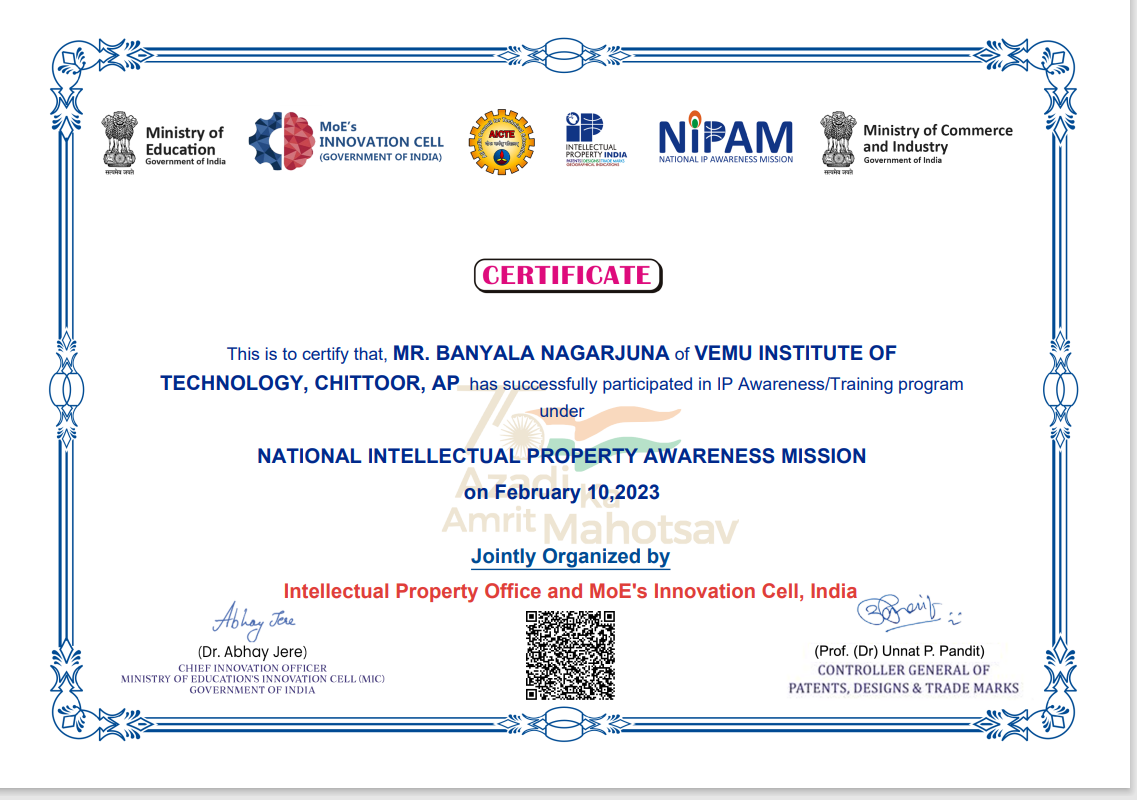 Ministry of
Education
Government of India
सत्यमेव जयते
MoE's
INNOVATION CELL
(GOVERNMENT OF INDIA)
AICTE
INTELLECTUAL
PROPERTY INDIA
PATENTS | DESIGNS | TRADE MARKS
GEOGRAPHICAL INDICATIONS
NiPAM
NATIONAL IP AWARENESS MISSION
Ministry of Commerce
and Industry
Government of India
सत्यमेव जयते
CERTIFICATE
This is to certify that, MR. BANYALA NAGARJUNA of VEMU INSTITUTE OF
TECHNOLOGY, CHITTOOR, AP has successfully participated in IP Awareness/Training program
under
NATIONAL INTELLECTUAL PROPERTY AWARENESS MISSION
on February 10,2023
75
Azadi Ka
Amrit Mahotsav
Jointly Organized by
Intellectual Property Office and MoE's Innovation Cell, India
Abhay Jere
(Dr. Abhay Jere)
CHIEF INNOVATION OFFICER
MINISTRY OF EDUCATION'S INNOVATION CELL (MIC)
GOVERNMENT OF INDIA
(Prof. (Dr) Unnat P. Pandit)
CONTROLLER GENERAL OF
PATENTS, DESIGNS & TRADE MARKS